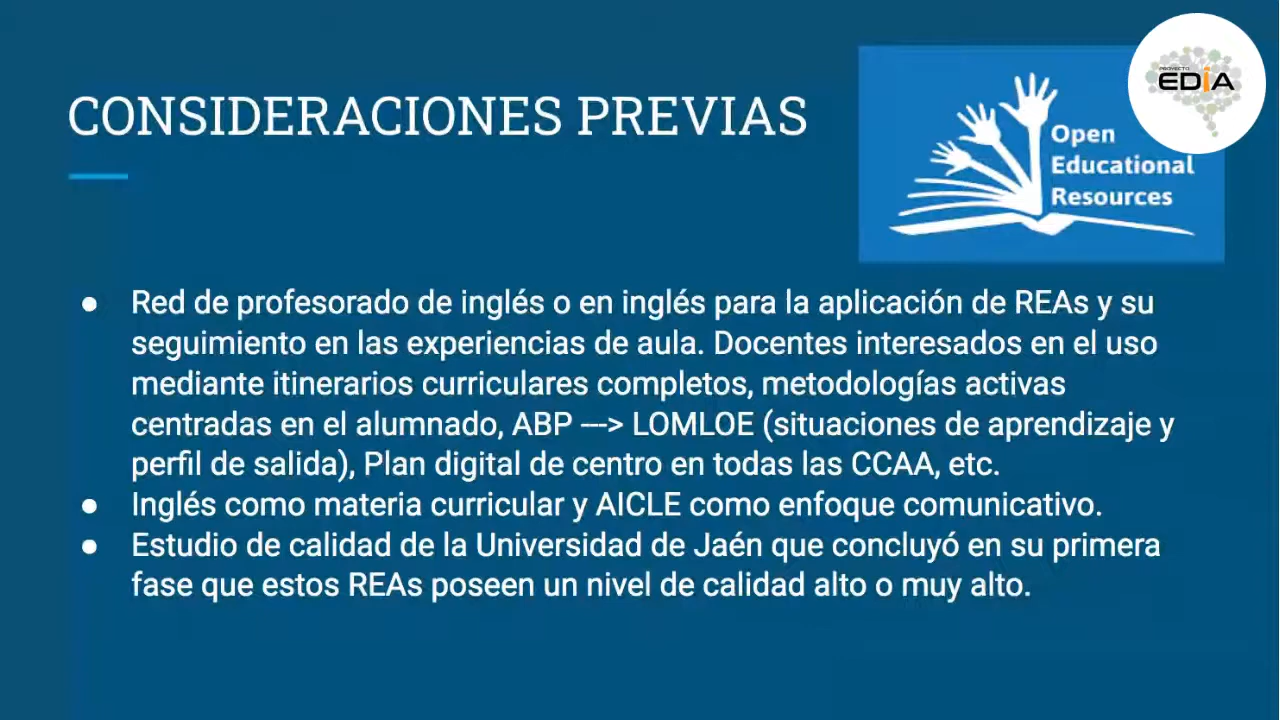 CONSIDERACIONES PREVIAS
PROYECTO
EDIA
Open
Educational
Resources
● Red de profesorado de inglés o en inglés para la aplicación de REAs y su
seguimiento en las experiencias de aula. Docentes interesados en el uso
mediante itinerarios curriculares completos, metodologías activas
centradas en el alumnado, ABP ---> LOMLOE (situaciones de aprendizaje y
perfil de salida), Plan digital de centro en todas las CCAA, etc.
● Inglés como materia curricular y AICLE como enfoque comunicativo.
● Estudio de calidad de la Universidad de Jaén que concluyó en su primera
fase que estos REAs poseen un nivel de calidad alto o muy alto.